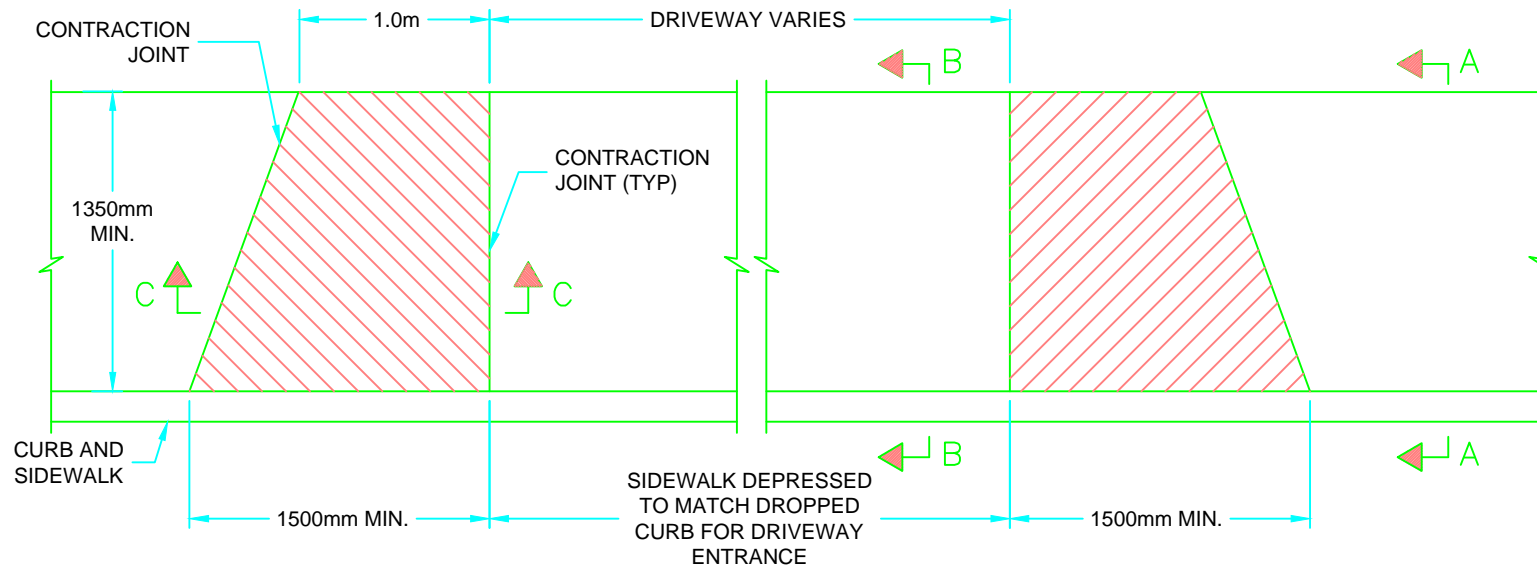 1.0m
DRIVEWAY VARIES
CONTRACTION
JOINT
B
A
CONTRACTION
JOINT (TYP)
1350mm
MIN.
C
C
CURB AND
SIDEWALK
B
A
1500mm MIN.
SIDEWALK DEPRESSED
TO MATCH DROPPED
CURB FOR DRIVEWAY
ENTRANCE
1500mm MIN.